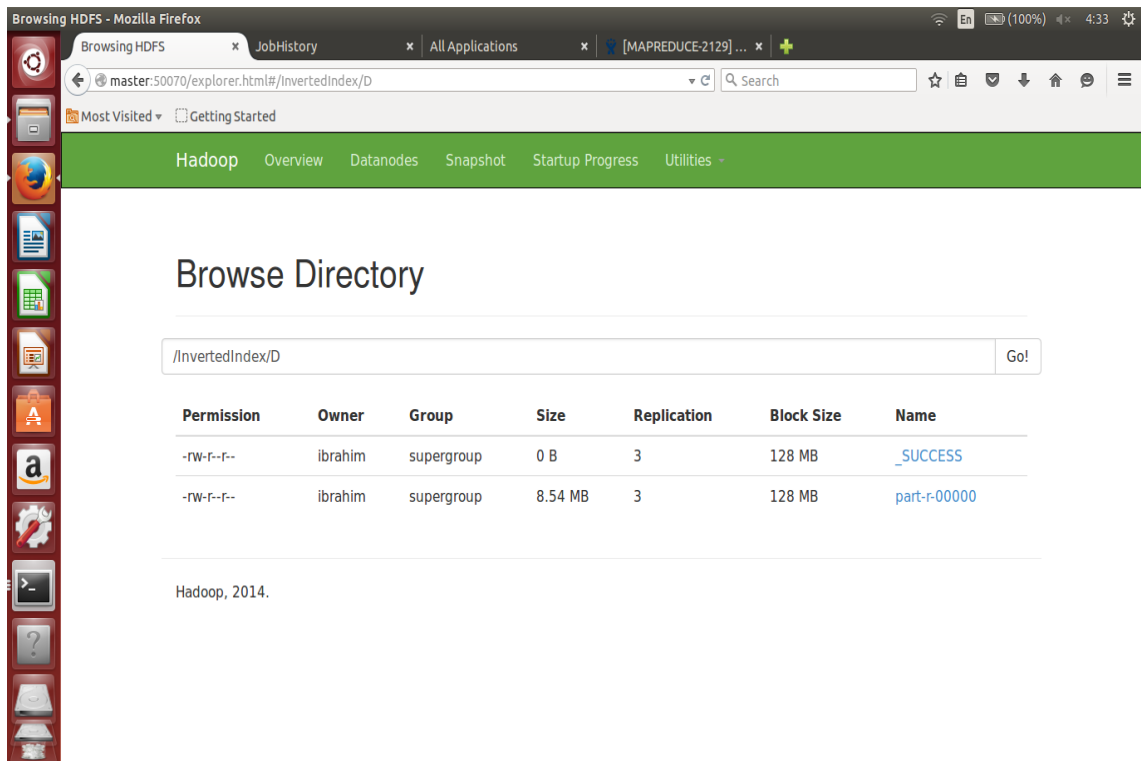 Browsing HDFS - Mozilla Firefox En (100%) 4:33
Browsing HDFS × JobHistory × All Applications × [MAPREDUCE-2129] ... ×
master:50070/explorer.html#/InvertedIndex/D Search
Most Visited Getting Started
Hadoop Overview Datanodes Snapshot Startup Progress Utilities
Browse Directory
/InvertedIndex/D Go!
Permission Owner Group Size Replication Block Size Name
-rw-r--r-- ibrahim supergroup 0 B 3 128 MB _SUCCESS
-rw-r--r-- ibrahim supergroup 8.54 MB 3 128 MB part-r-00000
Hadoop, 2014.